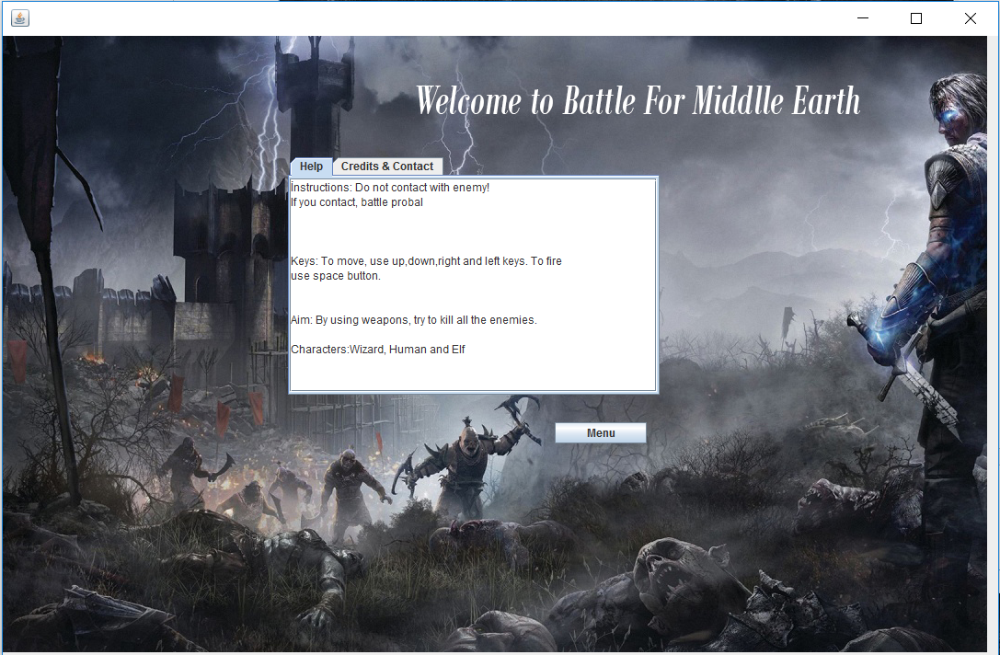 Welcome to Battle For Middlle Earth
Help
Credits & Contact
İnstructions: Do not contact with enemy!
If you contact, battle probal
Keys: To move, use up,down,right and left keys. To fire
use space button.
Aim: By using weapons, try to kill all the enemies.
Characters:Wizard, Human and Elf
Menu